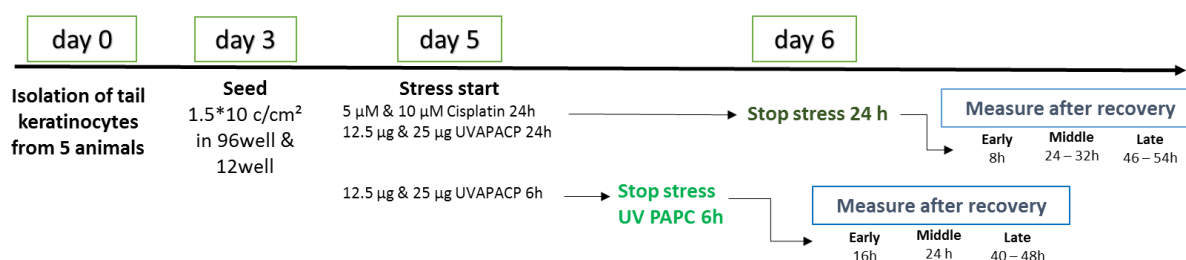 day 0
day 3
day 5
day 6
Isolation of tail
keratinocytes
from 5 animals
Seed
1.5*10 c/cm²
in 96well &
12well
Stress start
5 µM & 10 µM Cisplatin 24h
12.5 µg & 25 µg UVAPACP 24h
Stop stress 24 h
Measure after recovery
Early
8h
Middle
24 – 32h
Late
46 – 54h
12.5 µg & 25 µg UVAPACP 6h
Stop stress
UV PAPC 6h
Measure after recovery
Early
16h
Middle
24 h
Late
40 – 48h